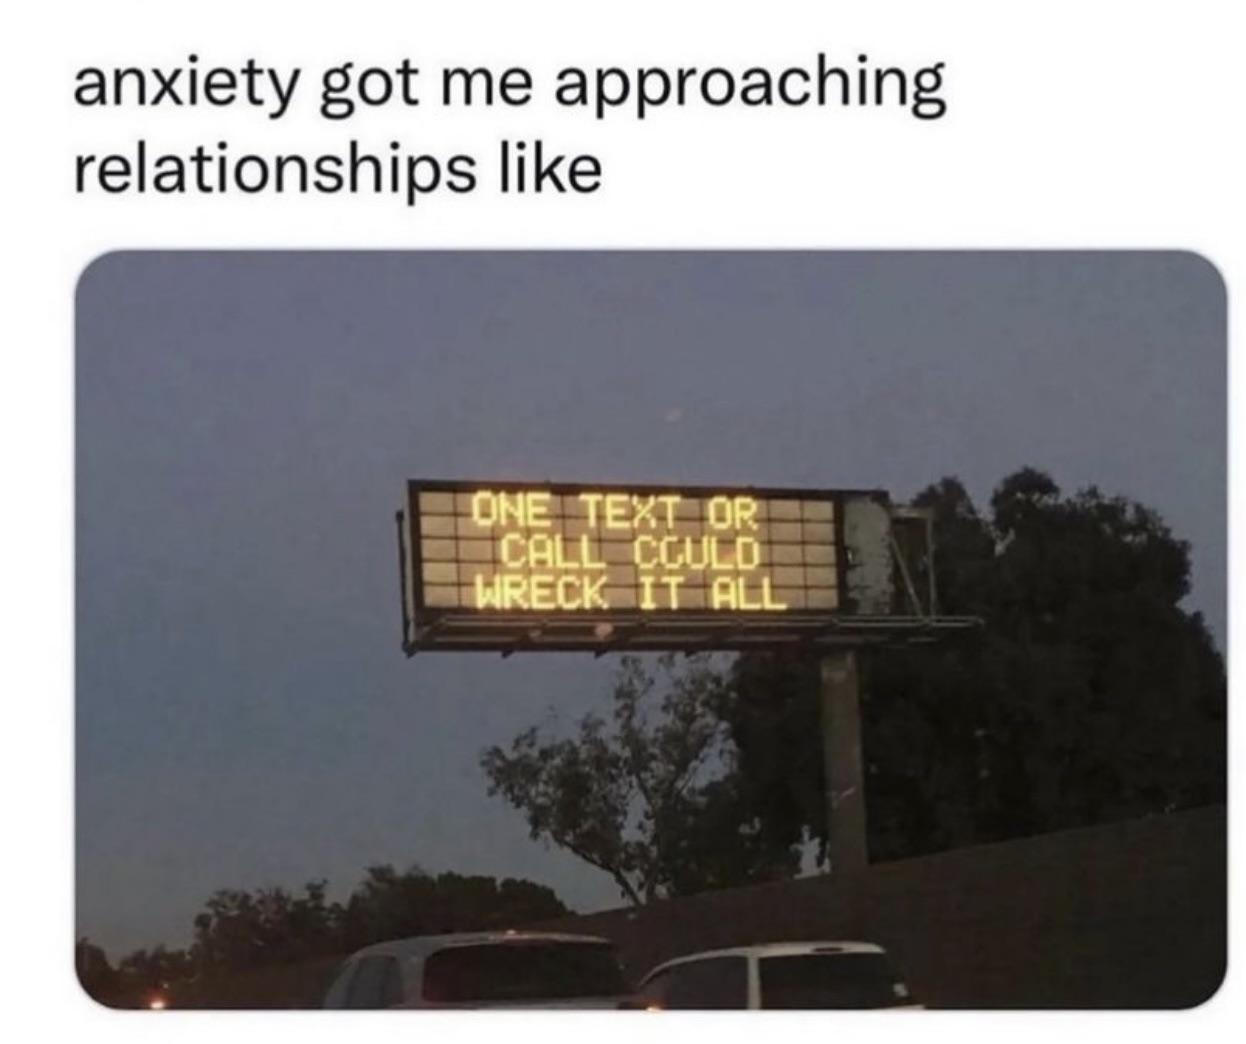 anxiety got me approaching
relationships like
ONE TEXT OR
CALL COULD
WRECK IT ALL